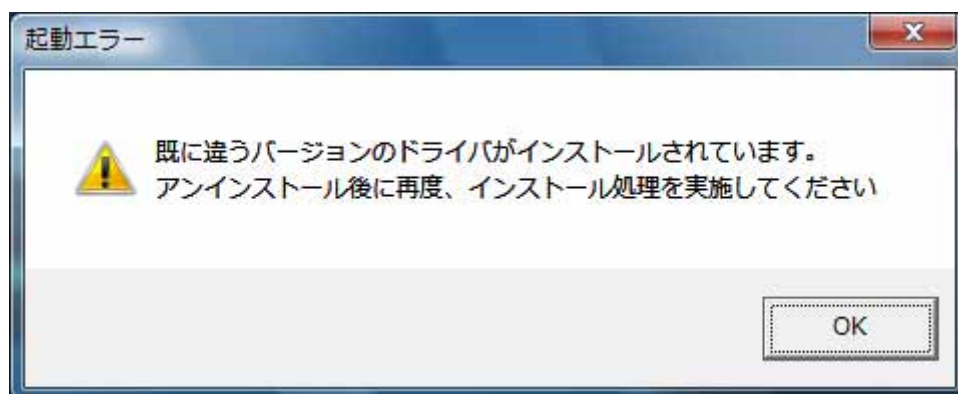 起動エラー
既に違うバージョンのドライバがインストールされています。
アンインストール後に再度、インストール処理を実施してください
OK